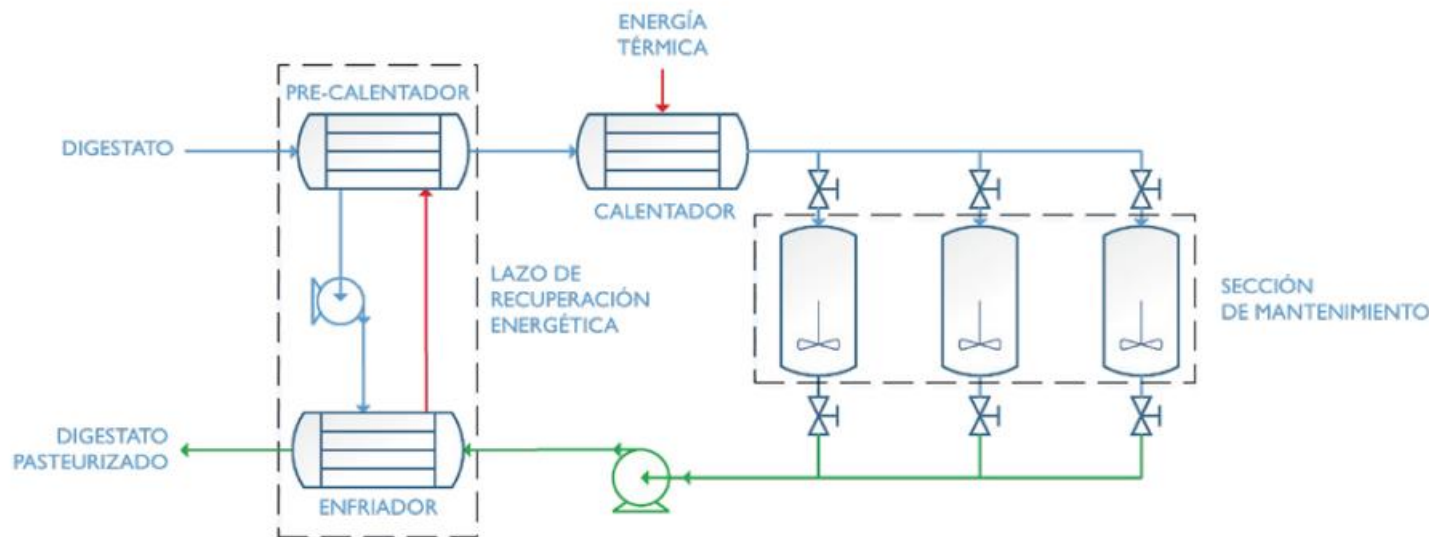 ENERGÍA
TÉRMICA
PRE-CALENTADOR
DIGESTATO
CALENTADOR
LAZO DE
RECUPERACIÓN
ENERGÉTICA
SECCIÓN
DE MANTENIMIENTO
DIGESTATO
PASTEURIZADO
ENFRIADOR